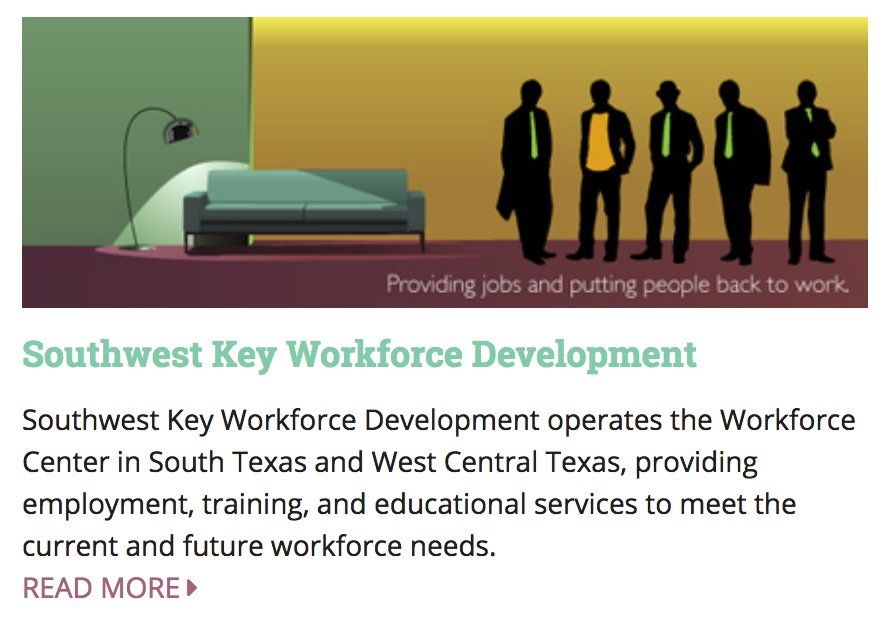 Providing jobs and putting people back to work.
Southwest Key Workforce Development
Southwest Key Workforce Development operates the Workforce
Center in South Texas and West Central Texas, providing
employment, training, and educational services to meet the
current and future workforce needs.
READ MORE